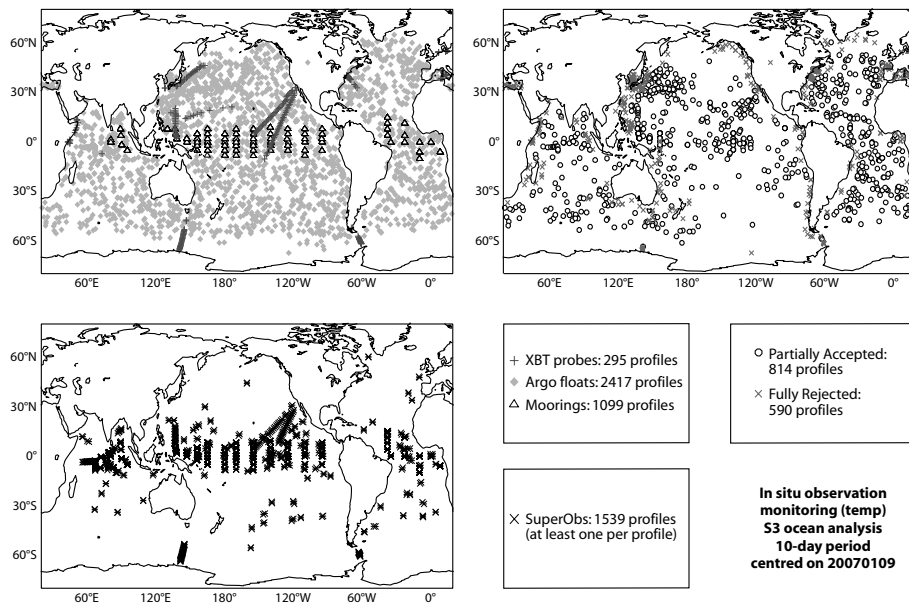 60°N
30°N
0°
30°S
60°S
60°E 120°E 180° 120°W 60°W 0°
60°N
30°N
0°
30°S
60°S
60°E 120°E 180° 120°W 60°W 0°
60°N
30°N
0°
30°S
60°S
60°E 120°E 180° 120°W 60°W 0°
XBT probes: 295 profiles
Argo floats: 2417 profiles
Moorings: 1099 profiles
Partially Accepted:
814 profiles
Fully Rejected:
590 profiles
SuperObs: 1539 profiles
(at least one per profile)
In situ observation
monitoring (temp)
S3 ocean analysis
10-day period
centred on 20070109